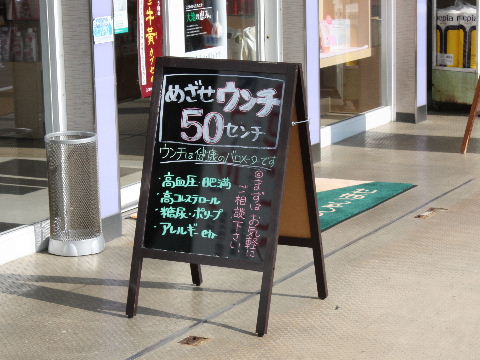 めざせウンチ
50センチ
ウンチは健康のバロメーターです
・高血圧・肥満
・高コレステロール
・糖尿・ポリープ
・アレルギー etc
◎まずはお気軽に
ご相談下さい